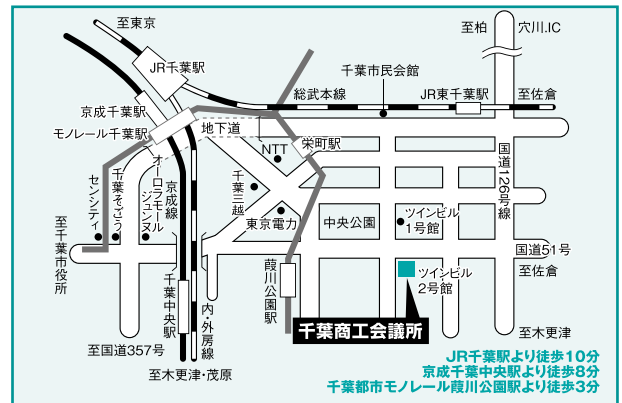 至東京
至柏
穴川.IC
JR千葉駅
千葉市民会館
総武本線
JR東千葉駅
至佐倉
京成千葉駅
モノレール千葉駅
地下道
栄町駅
NTT
国道126号線
オーロラモール
ジュンヌ
京成線
千葉三越
千葉そごう
センシティ
東京電力
中央公園
ツインビル
1号館
至千葉市役所
国道51号
葭川公園駅
ツインビル
2号館
至佐倉
千葉中央駅
内・外房線
千葉商工会議所
至国道357号
至木更津・茂原
至木更津
JR千葉駅より徒歩10分
京成千葉中央駅より徒歩8分
千葉都市モノレール葭川公園駅より徒歩3分